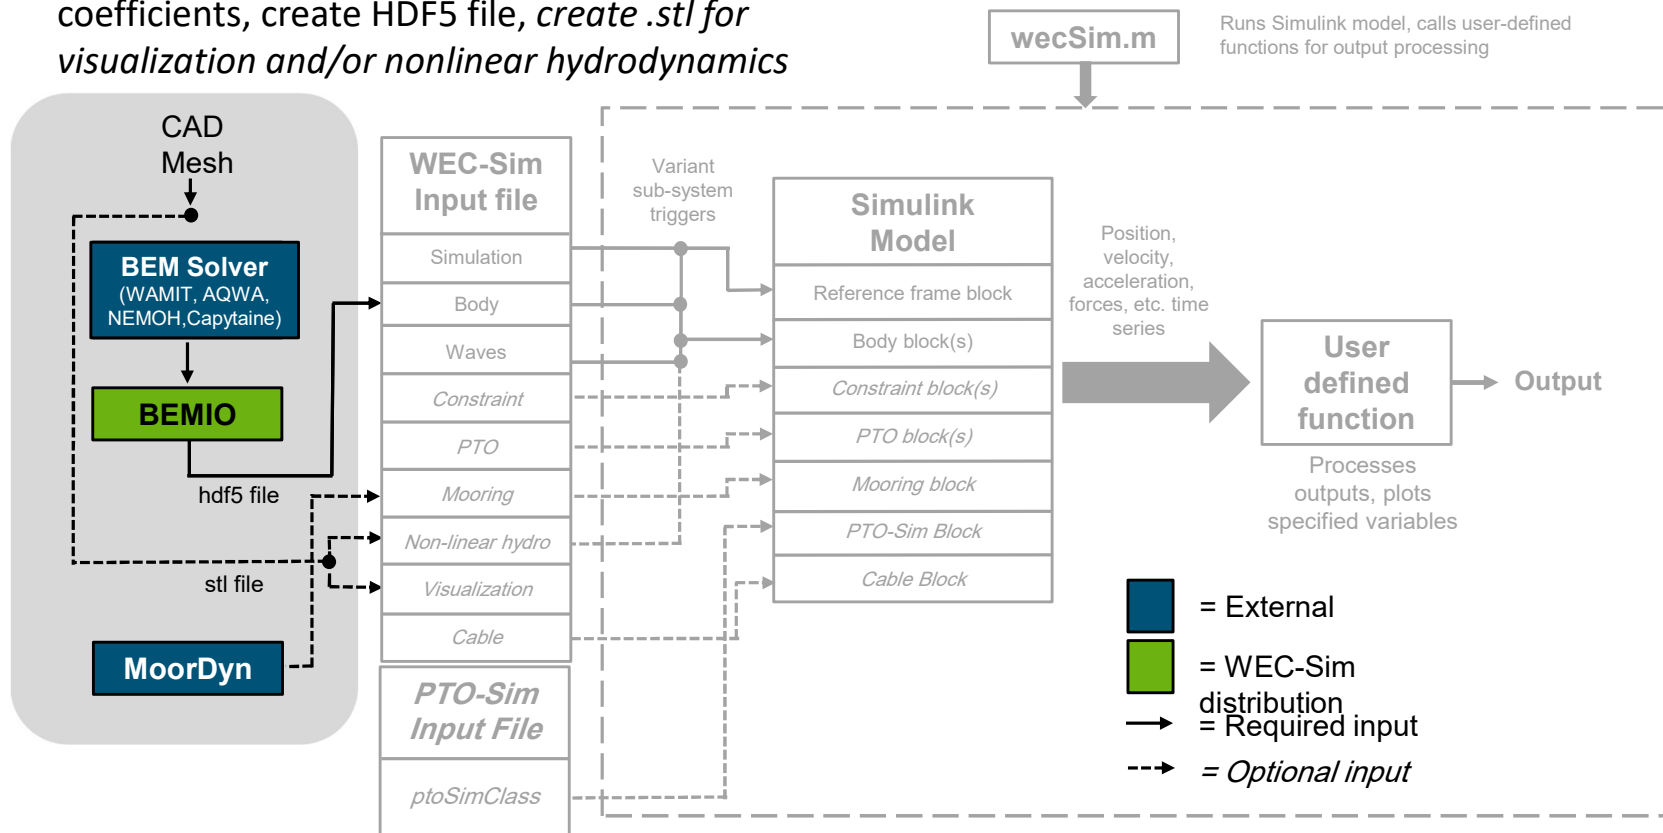 coefficients, create HDF5 file, create .stl for
visualization and/or nonlinear hydrodynamics
wecSim.m
Runs Simulink model, calls user-defined
functions for output processing
CAD
Mesh
BEM Solver
(WAMIT, AQWA,
NEMOH,Capytaine)
BEMIO
hdf5 file
stl file
MoorDyn
WEC-Sim
Input file
Simulation
Body
Waves
Constraint
PTO
Mooring
Non-linear hydro
Visualization
Cable
PTO-Sim
Input File
ptoSimClass
Variant
sub-system
triggers
Simulink
Model
Reference frame block
Body block(s)
Constraint block(s)
PTO block(s)
Mooring block
PTO-Sim Block
Cable Block
Position,
velocity,
acceleration,
forces, etc. time
series
User
defined
function
Output
Processes
outputs, plots
specified variables
= External
= WEC-Sim
distribution
= Required input
= Optional input